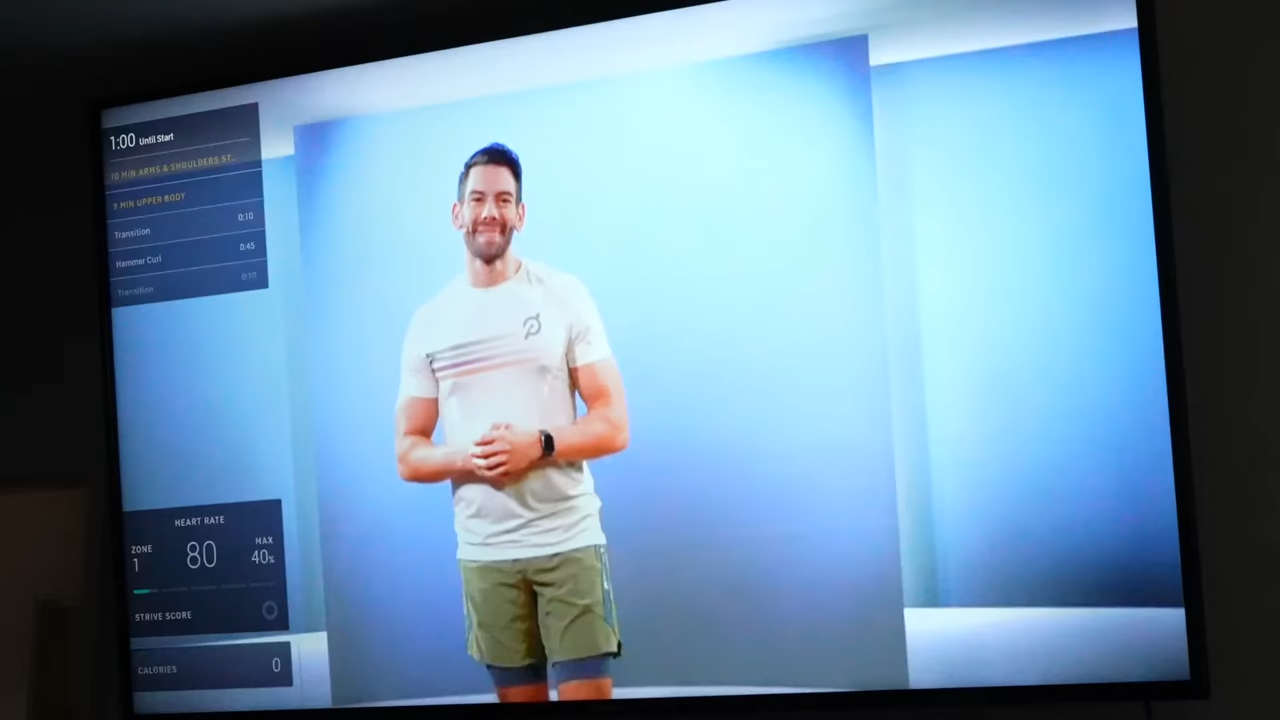 1:00 Until Start
10 MIN ARMS & SHOULDERS ST...
9 MIN UPPER BODY
Transition 0:10
Hammer Curl 0:45
Transition 0:10
HEART RATE
ZONE 1
80
MAX 40%
STRIVE SCORE
CALORIES 0